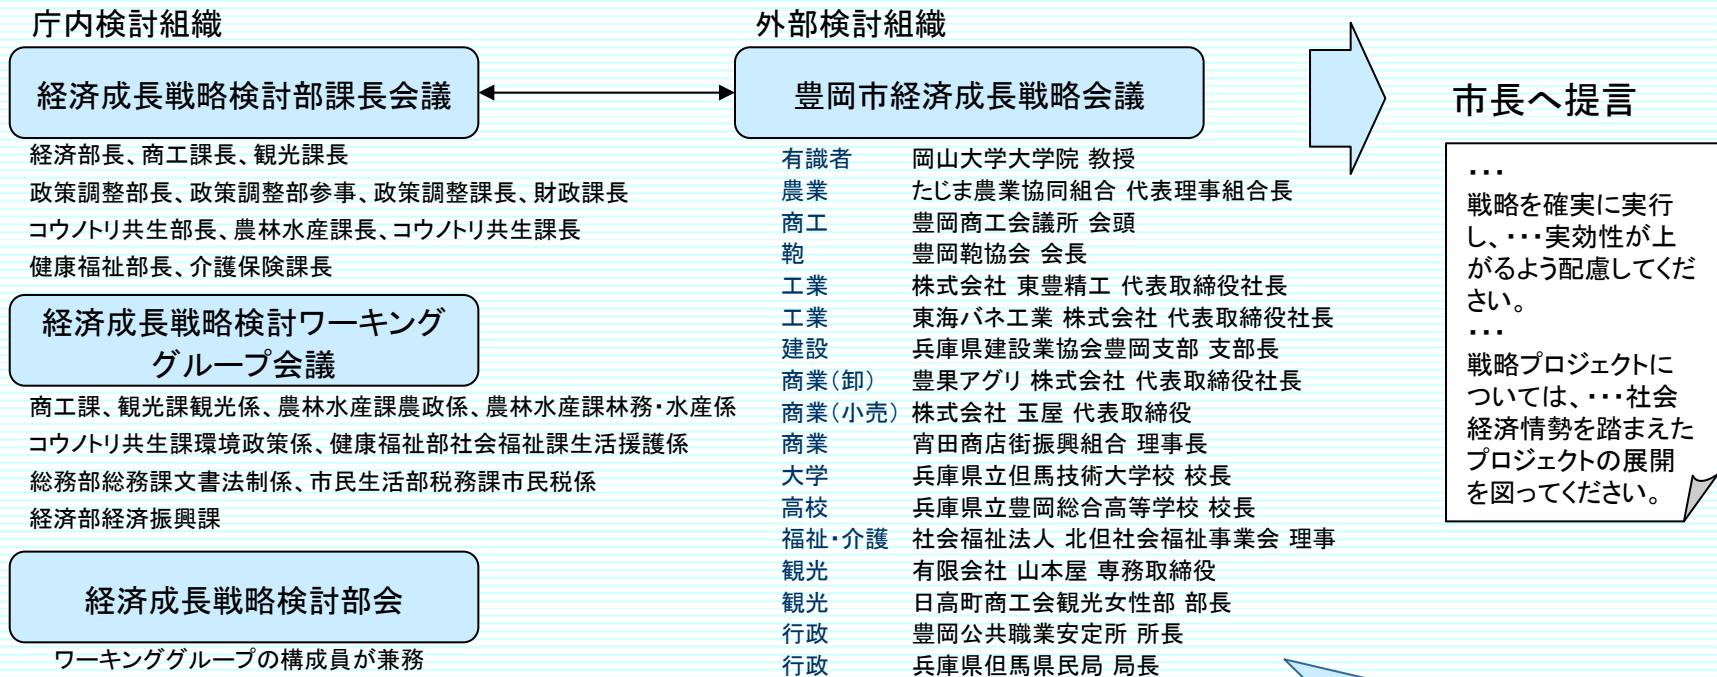 庁内検討組織
経済成長戦略検討部課長会議
経済部長、商工課長、観光課長
政策調整部長、政策調整部参事、政策調整課長、財政課長
コウノトリ共生部長、農林水産課長、コウノトリ共生課長
健康福祉部長、介護保険課長
経済成長戦略検討ワーキング
グループ会議
商工課、観光課観光係、農林水産課農政係、農林水産課林務・水産係
コウノトリ共生課環境政策係、健康福祉部社会福祉課生活援護係
総務部総務課文書法制係、市民生活部税務課市民税係
経済部経済振興課
経済成長戦略検討部会
ワーキンググループの構成員が兼務
外部検討組織
豊岡市経済成長戦略会議
有識者 岡山大学大学院 教授
農業 たじま農業協同組合 代表理事組合長
商工 豊岡商工会議所 会頭
鞄 豊岡鞄協会 会長
工業 株式会社 東豊精工 代表取締役社長
工業 東海バネ工業 株式会社 代表取締役社長
建設 兵庫県建設業協会豊岡支部 支部長
商業(卸) 豊果アグリ 株式会社 代表取締役社長
商業(小売) 株式会社 玉屋 代表取締役
商業 宵田商店街振興組合 理事長
大学 兵庫県立但馬技術大学校 校長
高校 兵庫県立豊岡総合高等学校 校長
福祉・介護 社会福祉法人 北但社会福祉事業会 理事
観光 有限会社 山本屋 専務取締役
観光 日高町商工会観光女性部 部長
行政 豊岡公共職業安定所 所長
行政 兵庫県但馬県民局 局長
市長へ提言
・・・
戦略を確実に実行
し、・・・実効性が上
がるよう配慮してくだ
さい。
・・・
戦略プロジェクトに
ついては、・・・社会
経済情勢を踏まえた
プロジェクトの展開
を図ってください。